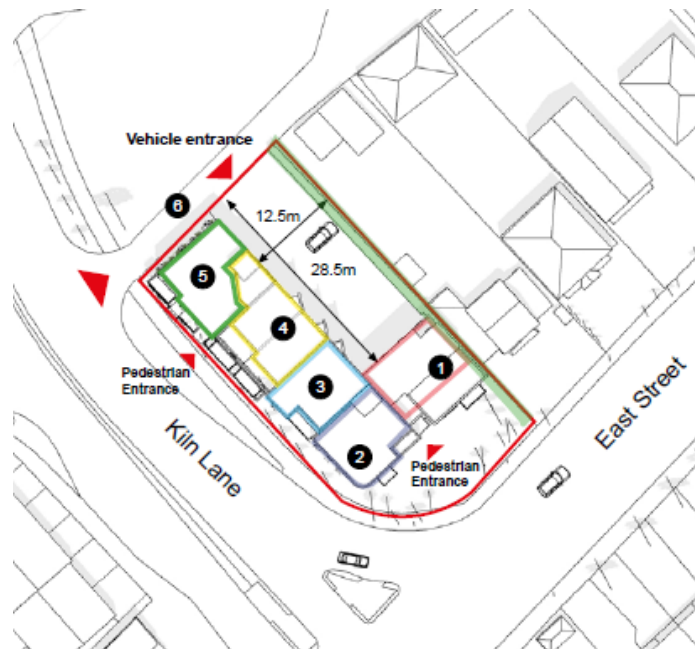 Vehicle entrance
6
12.5m
5
28.5m
4
1
Pedestrian
Entrance
3
East Street
Kiln Lane
2
Pedestrian
Entrance